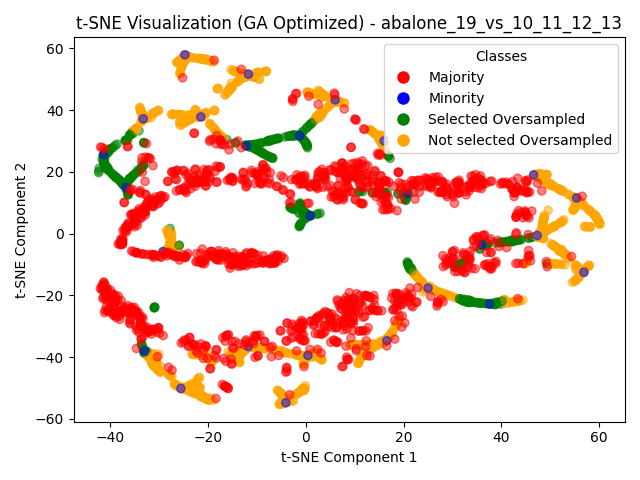 t-SNE Visualization (GA Optimized) - abalone_19_vs_10_11_12_13
Classes
Majority
Minority
Selected Oversampled
Not selected Oversampled
60
40
20
0
−20
−40
−60
t-SNE Component 2
−40 −20 0 20 40 60
t-SNE Component 1